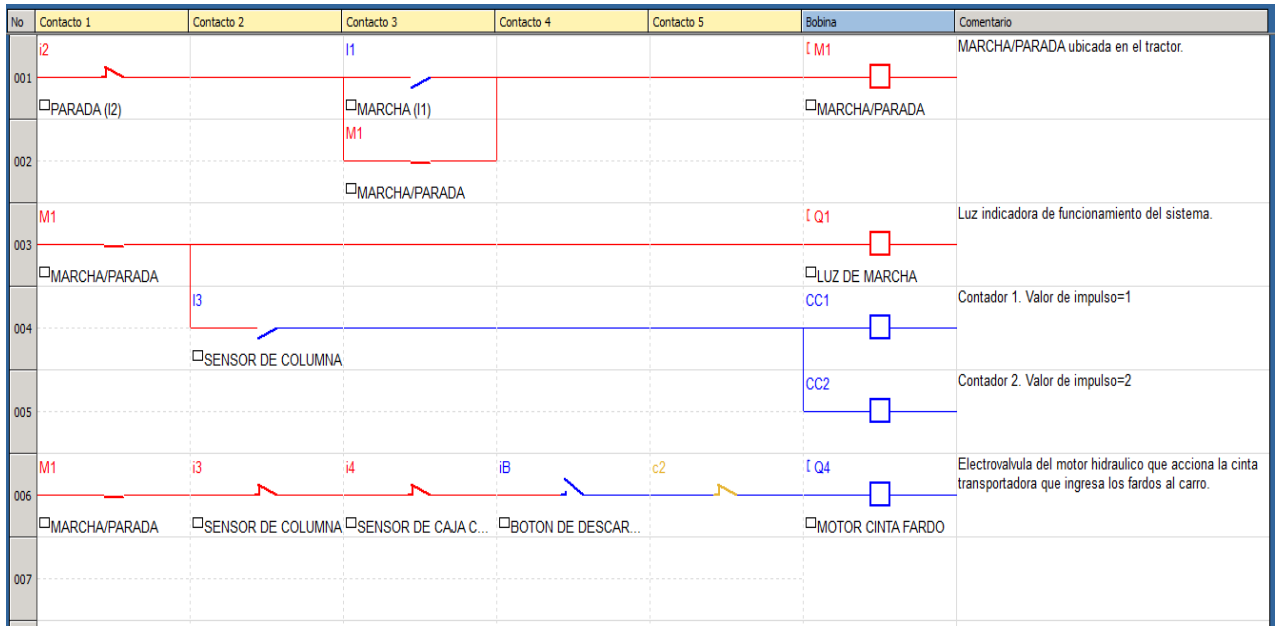 No Contacto 1 Contacto 2 Contacto 3 Contacto 4 Contacto 5 Bobina Comentario
i2 I1 [ M1 MARCHA/PARADA ubicada en el tractor.
001
PARADA (I2) MARCHA (I1) MARCHA/PARADA
M1
002
MARCHA/PARADA
M1 [ Q1 Luz indicadora de funcionamiento del sistema.
003
MARCHA/PARADA LUZ DE MARCHA
I3 CC1 Contador 1. Valor de impulso=1
004
SENSOR DE COLUMNA
CC2 Contador 2. Valor de impulso=2
005
M1 i3 i4 iB c2 [ Q4 Electrovalvula del motor hidraulico que acciona la cinta
transportadora que ingresa los fardos al carro.
006
MARCHA/PARADA SENSOR DE COLUMNA SENSOR DE CAJA C... BOTON DE DESCAR... MOTOR CINTA FARDO
007